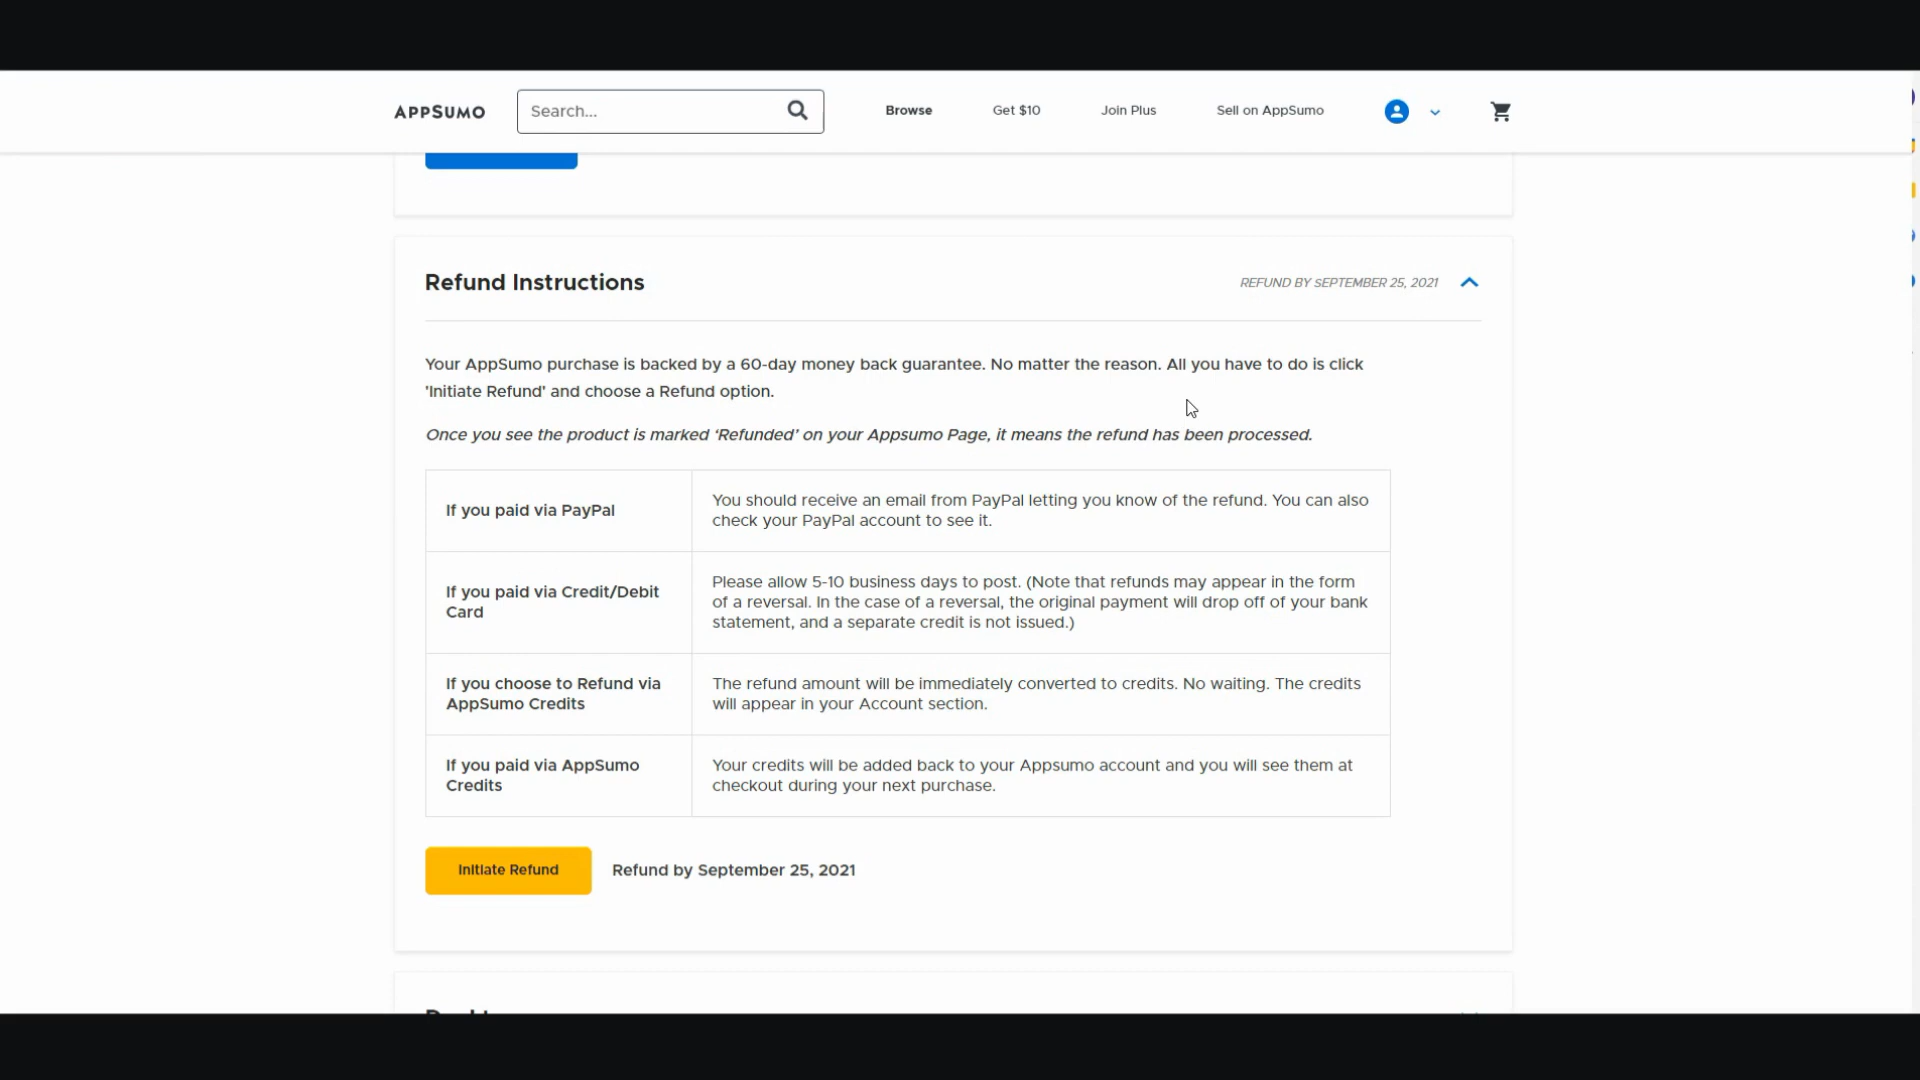 APPSUMO
Search...
Browse
Get $10
Join Plus
Sell on AppSumo
Refund Instructions
REFUND BY SEPTEMBER 25, 2021
Your AppSumo purchase is backed by a 60-day money back guarantee. No matter the reason. All you have to do is click
'Initiate Refund' and choose a Refund option.
Once you see the product is marked ‘Refunded’ on your Appsumo Page, it means the refund has been processed.
If you paid via PayPal
You should receive an email from PayPal letting you know of the refund. You can also
check your PayPal account to see it.
If you paid via Credit/Debit
Card
Please allow 5-10 business days to post. (Note that refunds may appear in the form
of a reversal. In the case of a reversal, the original payment will drop off of your bank
statement, and a separate credit is not issued.)
If you choose to Refund via
AppSumo Credits
The refund amount will be immediately converted to credits. No waiting. The credits
will appear in your Account section.
If you paid via AppSumo
Credits
Your credits will be added back to your Appsumo account and you will see them at
checkout during your next purchase.
Initiate Refund
Refund by September 25, 2021